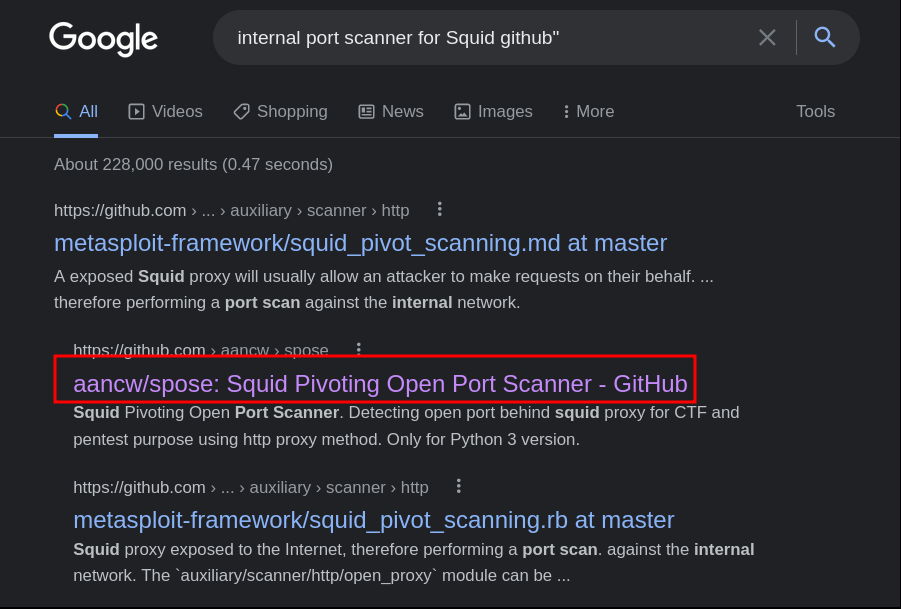 Google
internal port scanner for Squid github"
All Videos Shopping News Images More Tools
About 228,000 results (0.47 seconds)
https://github.com › ... › auxiliary › scanner › http
metasploit-framework/squid_pivot_scanning.md at master
A exposed Squid proxy will usually allow an attacker to make requests on their behalf. ...
therefore performing a port scan against the internal network.
https://github.com › aancw › spose
aancw/spose: Squid Pivoting Open Port Scanner - GitHub
Squid Pivoting Open Port Scanner. Detecting open port behind squid proxy for CTF and
pentest purpose using http proxy method. Only for Python 3 version.
https://github.com › ... › auxiliary › scanner › http
metasploit-framework/squid_pivot_scanning.rb at master
Squid proxy exposed to the Internet, therefore performing a port scan. against the internal
network. The `auxiliary/scanner/http/open_proxy` module can be ...